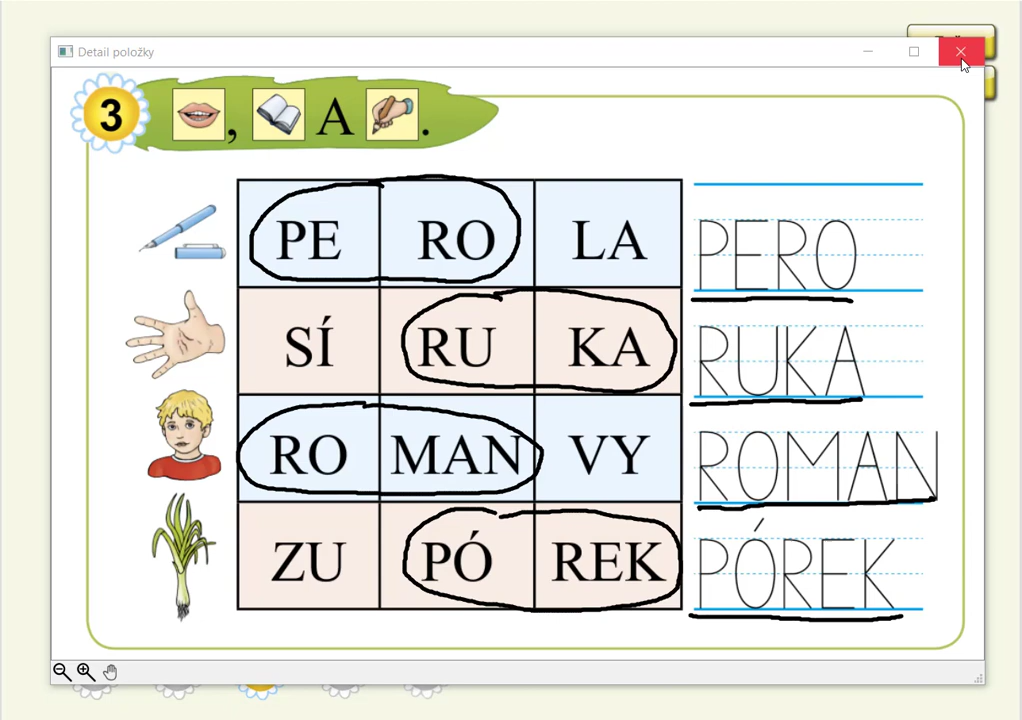 Detail položky
3 , A .
PE RO LA PERO
SÍ RU KA RUKA
RO MAN VY ROMAN
ZU PÓ REK PÓREK